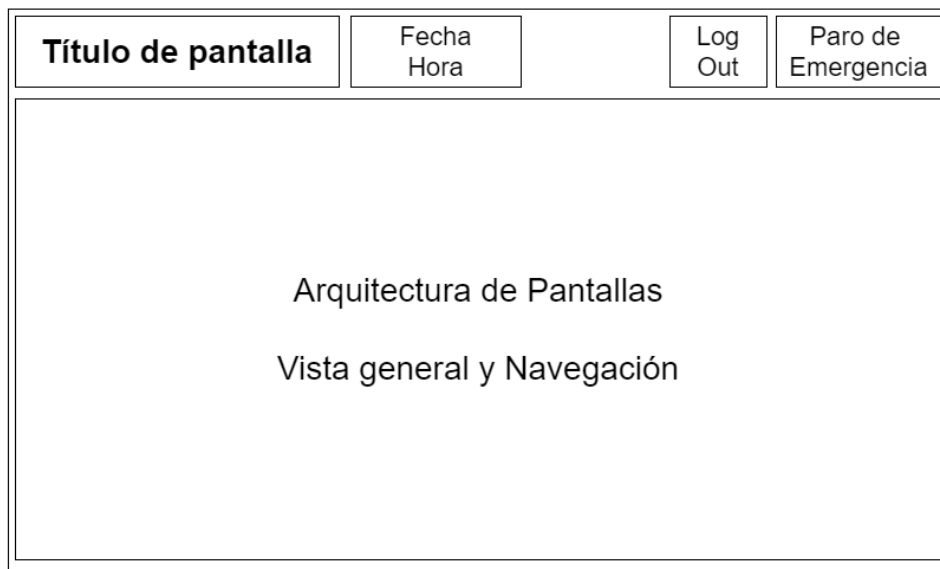 Título de pantalla
Fecha
Hora
Log
Out
Paro de
Emergencia
Arquitectura de Pantallas
Vista general y Navegación